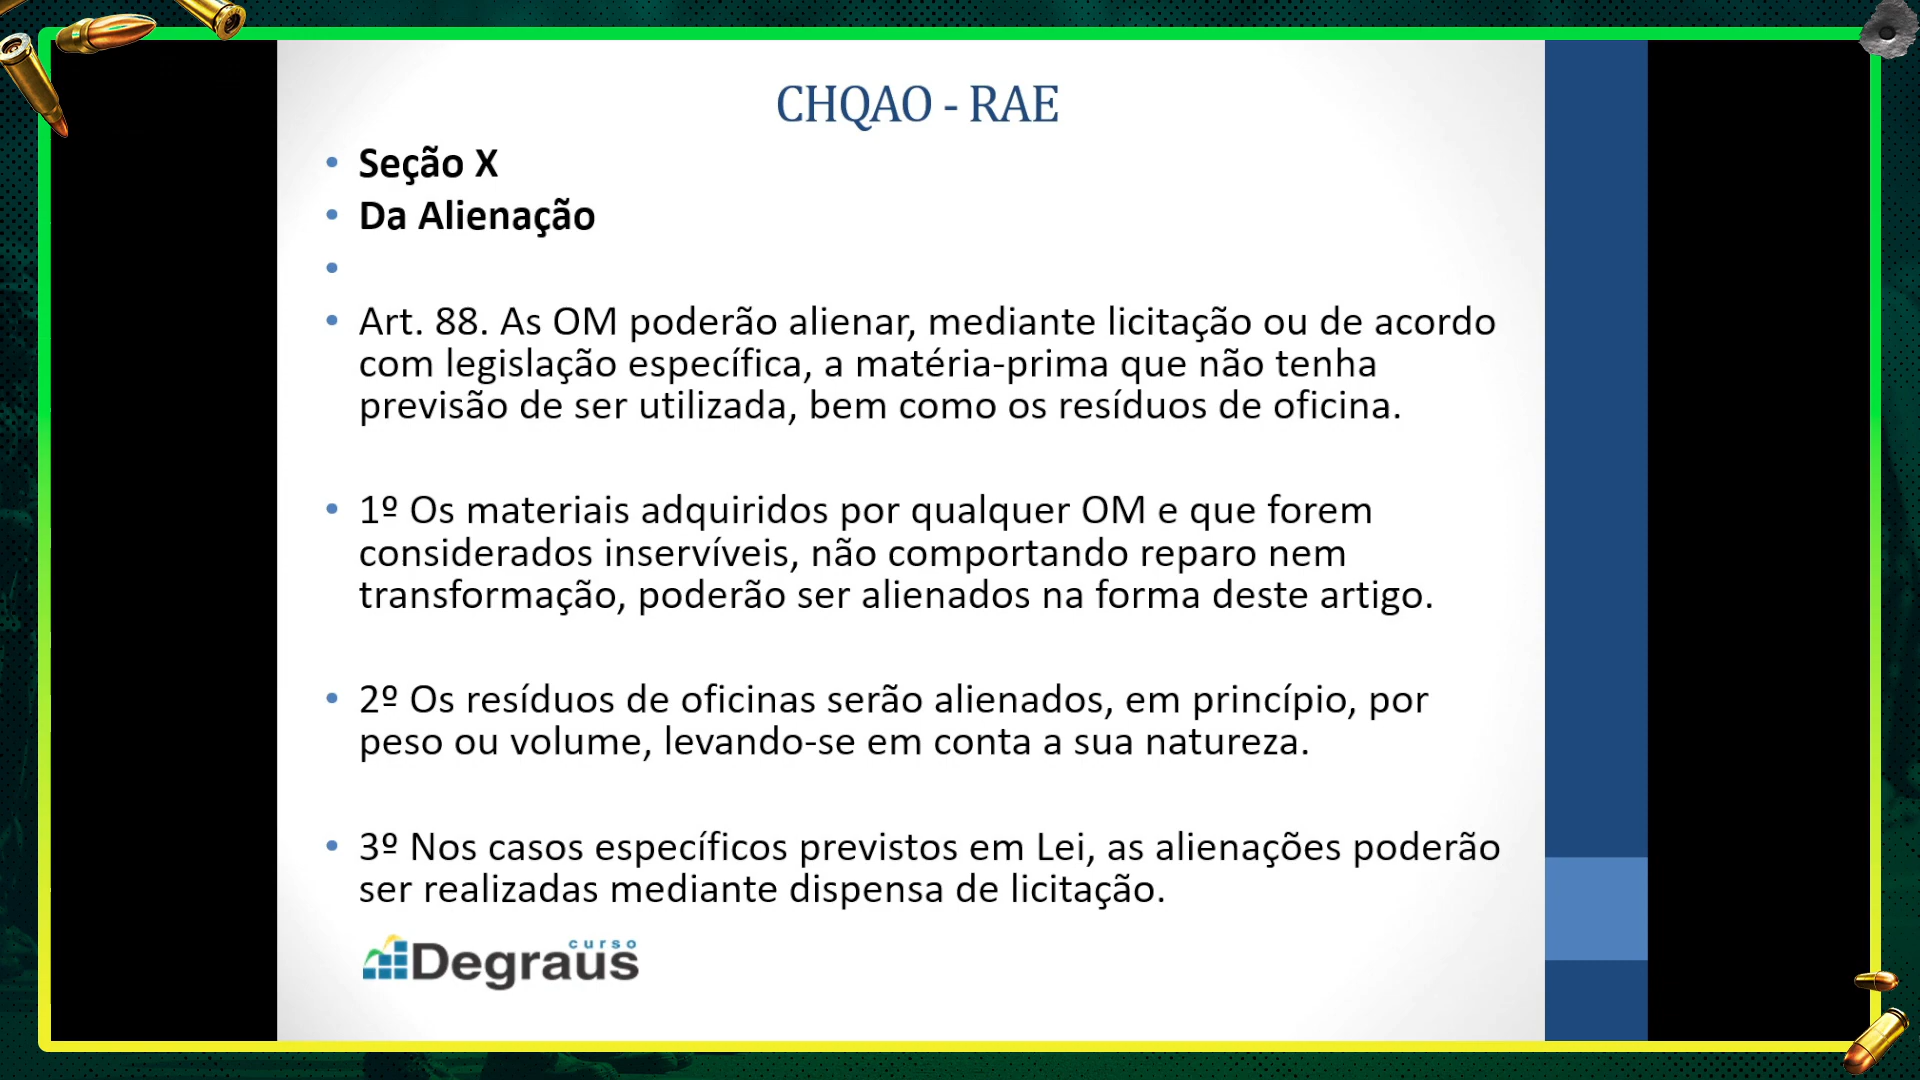 CHQAO - RAE
• Seção X
• Da Alienação
•
• Art. 88. As OM poderão alienar, mediante licitação ou de acordo
com legislação específica, a matéria-prima que não tenha
previsão de ser utilizada, bem como os resíduos de oficina.
• 1º Os materiais adquiridos por qualquer OM e que forem
considerados inservíveis, não comportando reparo nem
transformação, poderão ser alienados na forma deste artigo.
• 2º Os resíduos de oficinas serão alienados, em princípio, por
peso ou volume, levando-se em conta a sua natureza.
• 3º Nos casos específicos previstos em Lei, as alienações poderão
ser realizadas mediante dispensa de licitação.
curso
Degraus